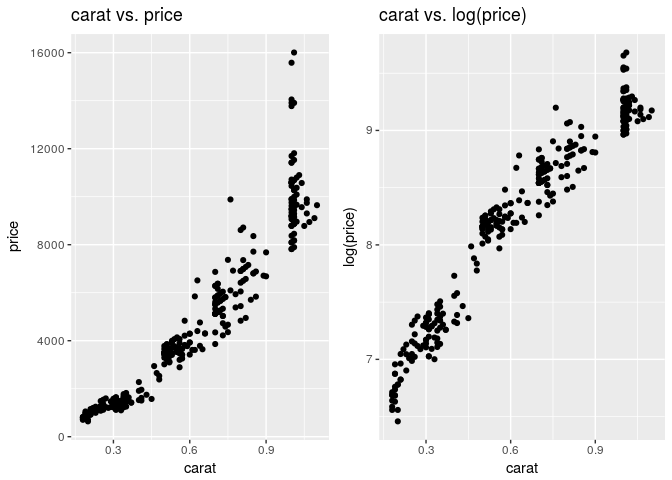 carat vs. price
16000
12000
8000
4000
0
price
0.3 0.6 0.9
carat
carat vs. log(price)
9
8
7
log(price)
0.3 0.6 0.9
carat